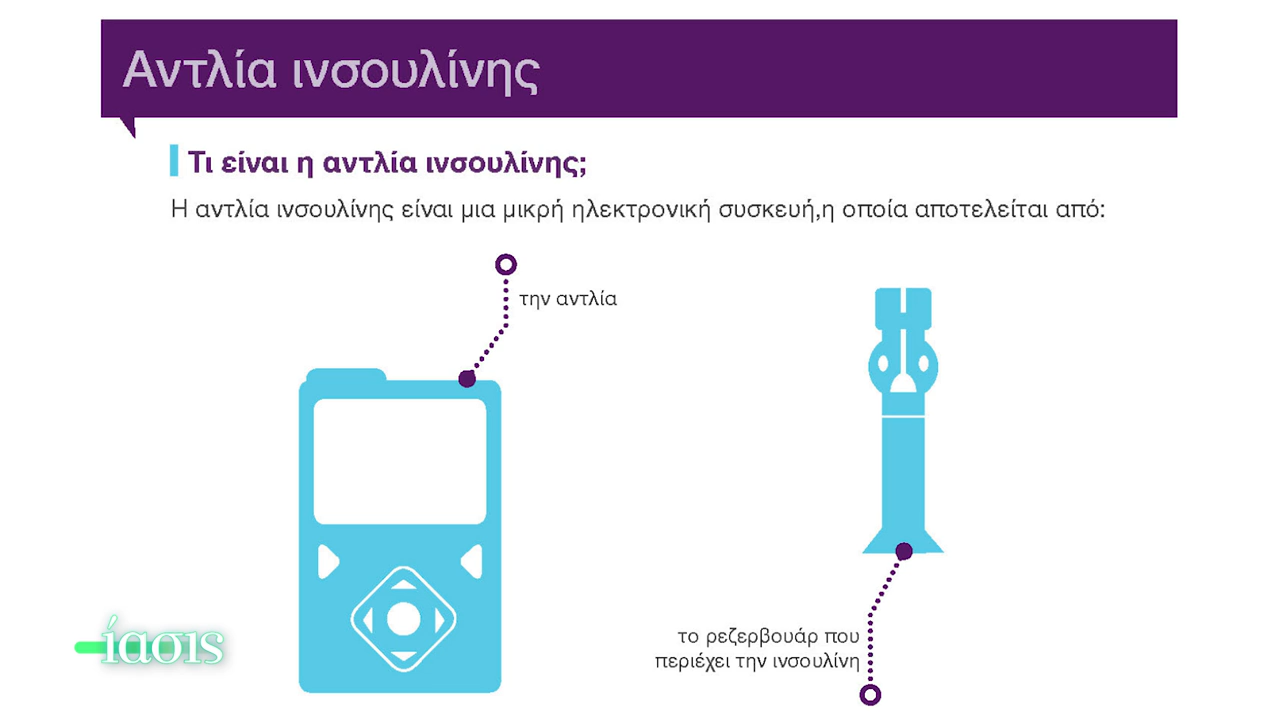 Αντλία ινσουλίνης
Τι είναι η αντλία ινσουλίνης;
Η αντλία ινσουλίνης είναι μια μικρή ηλεκτρονική συσκευή,η οποία αποτελείται από:
την αντλία
το ρεζερβουάρ που
περιέχει την ινσουλίνη
ίασις